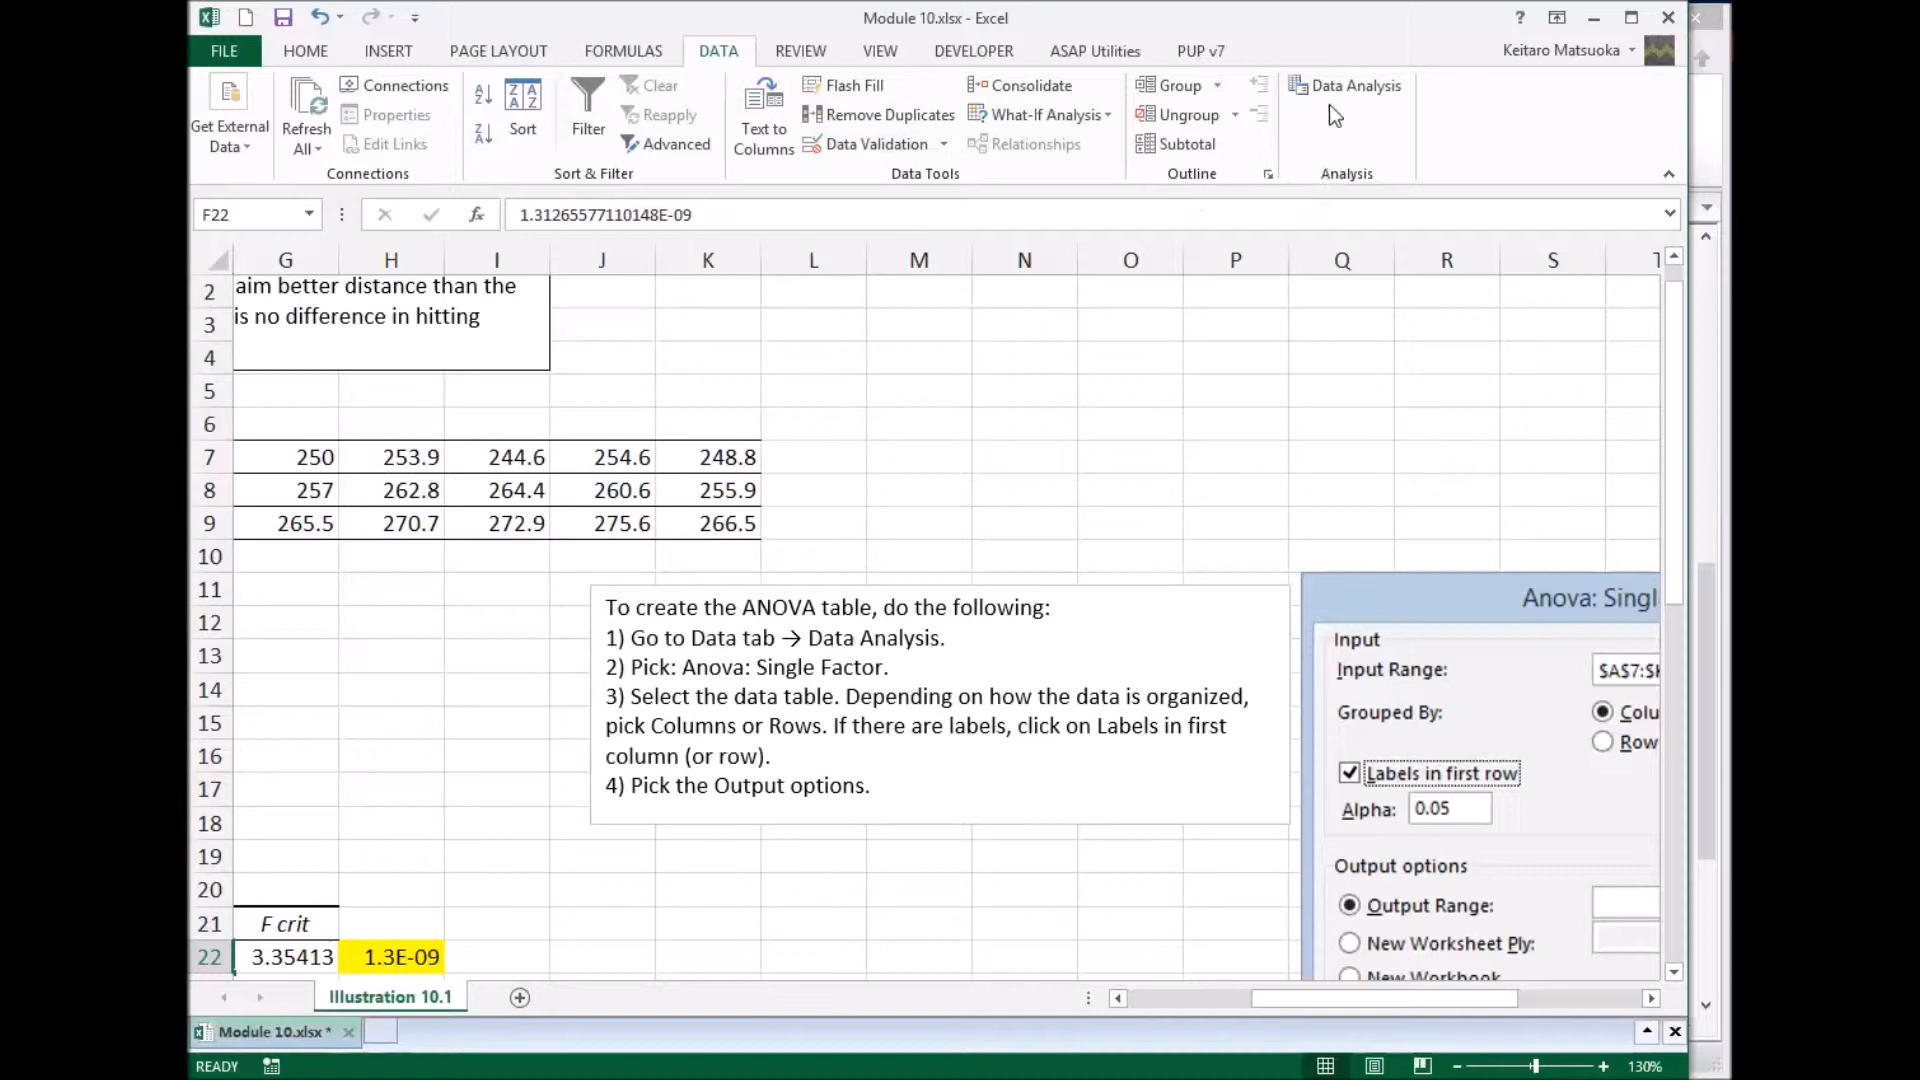 Module 10.xlsx - Excel
?
FILE HOME INSERT PAGE LAYOUT FORMULAS DATA REVIEW VIEW DEVELOPER ASAP Utilities PUP v7 Keitaro Matsuoka
Get External Data
Refresh All
Connections
Properties
Edit Links
Connections
Sort
Filter
Clear
Reapply
Advanced
Sort & Filter
Text to Columns
Flash Fill
Remove Duplicates
Data Validation
Consolidate
What-If Analysis
Relationships
Data Tools
Group
Ungroup
Subtotal
Outline
Data Analysis
Analysis
F22 fx 1.31265577110148E-09
G H I J K L M N O P Q R S
2 aim better distance than the
3 is no difference in hitting
4
5
6
7 250 253.9 244.6 254.6 248.8
8 257 262.8 264.4 260.6 255.9
9 265.5 270.7 272.9 275.6 266.5
10
11
12
13
14
15
16
17
18
19
20
21 F crit
22 3.35413 1.3E-09
To create the ANOVA table, do the following:
1) Go to Data tab → Data Analysis.
2) Pick: Anova: Single Factor.
3) Select the data table. Depending on how the data is organized,
pick Columns or Rows. If there are labels, click on Labels in first
column (or row).
4) Pick the Output options.
Anova: Singl
Input
Input Range: $A$7:$
Grouped By: Colu
Row
Labels in first row
Alpha: 0.05
Output options
Output Range:
New Worksheet Ply:
New Workbook
Illustration 10.1
Module 10.xlsx *
READY 130%